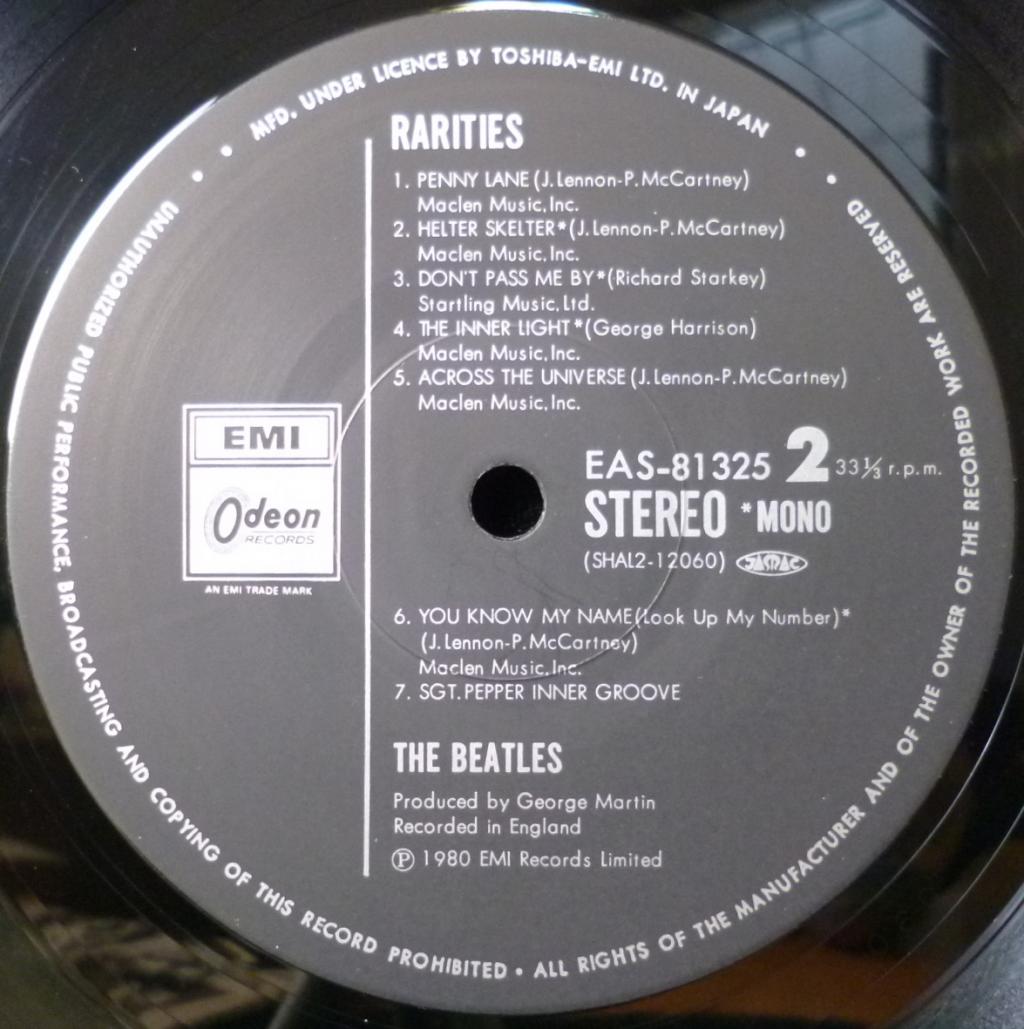 MFD. UNDER LICENCE BY TOSHIBA-EMI LTD. IN JAPAN
RARITIES
1. PENNY LANE (J.Lennon-P.McCartney)
Maclen Music,Inc.
2. HELTER SKELTER*(J.Lennon-P.McCartney)
Maclen Music,Inc.
3. DON'T PASS ME BY*(Richard Starkey)
Startling Music,Ltd.
4. THE INNER LIGHT*(George Harrison)
Maclen Music,Inc.
5. ACROSS THE UNIVERSE (J.Lennon-P.McCartney)
Maclen Music,Inc.
EMI
Odeon
RECORDS
AN EMI TRADE MARK
EAS-81325 2 33⅓ r.p.m.
STEREO *MONO
(SHAL2-12060) JASRAC
6. YOU KNOW MY NAME(Look Up My Number)*
(J.Lennon-P.McCartney)
Maclen Music,Inc.
7. SGT.PEPPER INNER GROOVE
THE BEATLES
Produced by George Martin
Recorded in England
℗ 1980 EMI Records Limited
UNAUTHORIZED PUBLIC PERFORMANCE, BROADCASTING AND COPYING OF THIS RECORD PROHIBITED • ALL RIGHTS OF THE MANUFACTURER AND OF THE OWNER OF THE RECORDED WORK ARE RESERVED